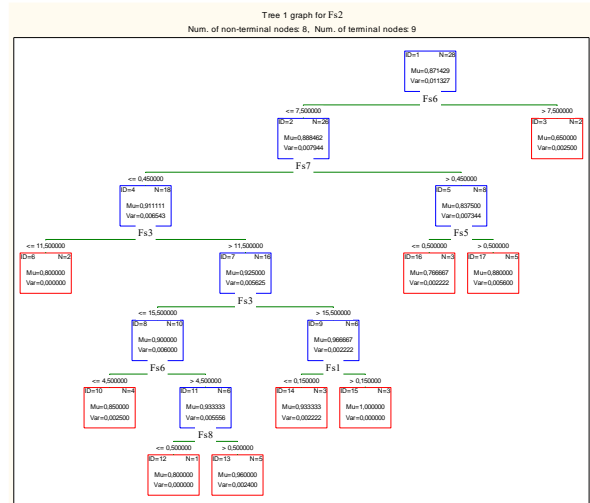 Tree 1 graph for Fs2
Num. of non-terminal nodes: 8,  Num. of terminal nodes: 9
ID=1 N=28
Mu=0,871429
Var=0,011327
Fs6
<= 7,500000 > 7,500000
ID=2 N=26 ID=3 N=2
Mu=0,888462 Mu=0,650000
Var=0,007944 Var=0,002500
Fs7
<= 0,450000 > 0,450000
ID=4 N=18 ID=5 N=8
Mu=0,911111 Mu=0,837500
Var=0,006543 Var=0,007344
Fs3 Fs5
<= 11,500000 > 11,500000 <= 0,500000 > 0,500000
ID=6 N=2 ID=7 N=16 ID=16 N=3 ID=17 N=5
Mu=0,800000 Mu=0,925000 Mu=0,766667 Mu=0,880000
Var=0,000000 Var=0,005625 Var=0,002222 Var=0,005600
Fs3
<= 15,500000 > 15,500000
ID=8 N=10 ID=9 N=6
Mu=0,900000 Mu=0,966667
Var=0,006000 Var=0,002222
Fs6 Fs1
<= 4,500000 > 4,500000 <= 0,150000 > 0,150000
ID=10 N=4 ID=11 N=6 ID=14 N=3 ID=15 N=3
Mu=0,850000 Mu=0,933333 Mu=0,933333 Mu=1,000000
Var=0,002500 Var=0,005556 Var=0,002222 Var=0,000000
Fs8
<= 0,500000 > 0,500000
ID=12 N=1 ID=13 N=5
Mu=0,800000 Mu=0,960000
Var=0,000000 Var=0,002400